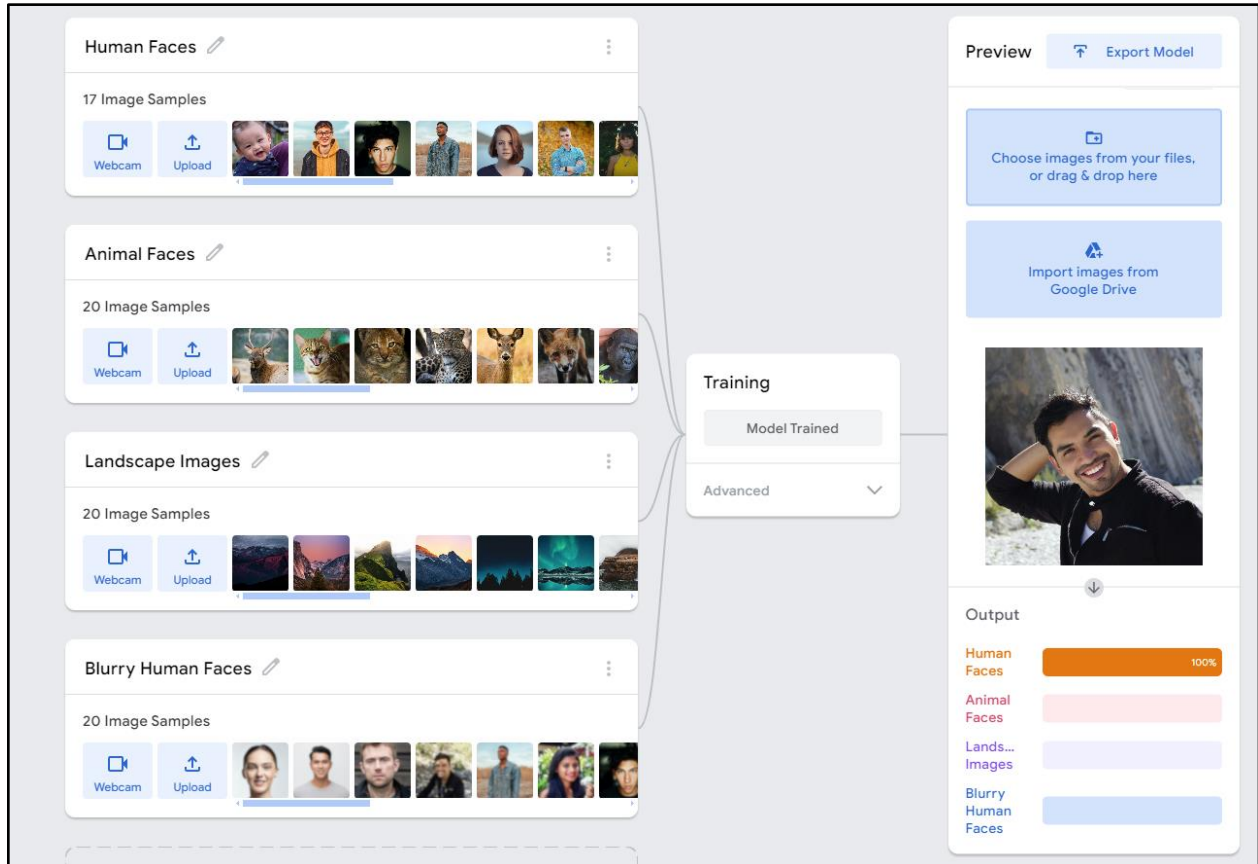 Human Faces
17 Image Samples
Webcam
Upload
Animal Faces
20 Image Samples
Webcam
Upload
Landscape Images
20 Image Samples
Webcam
Upload
Blurry Human Faces
20 Image Samples
Webcam
Upload
Training
Model Trained
Advanced
Preview
Export Model
Choose images from your files,
or drag & drop here
Import images from
Google Drive
Output
Human
Faces
100%
Animal
Faces
Lands...
Images
Blurry
Human
Faces